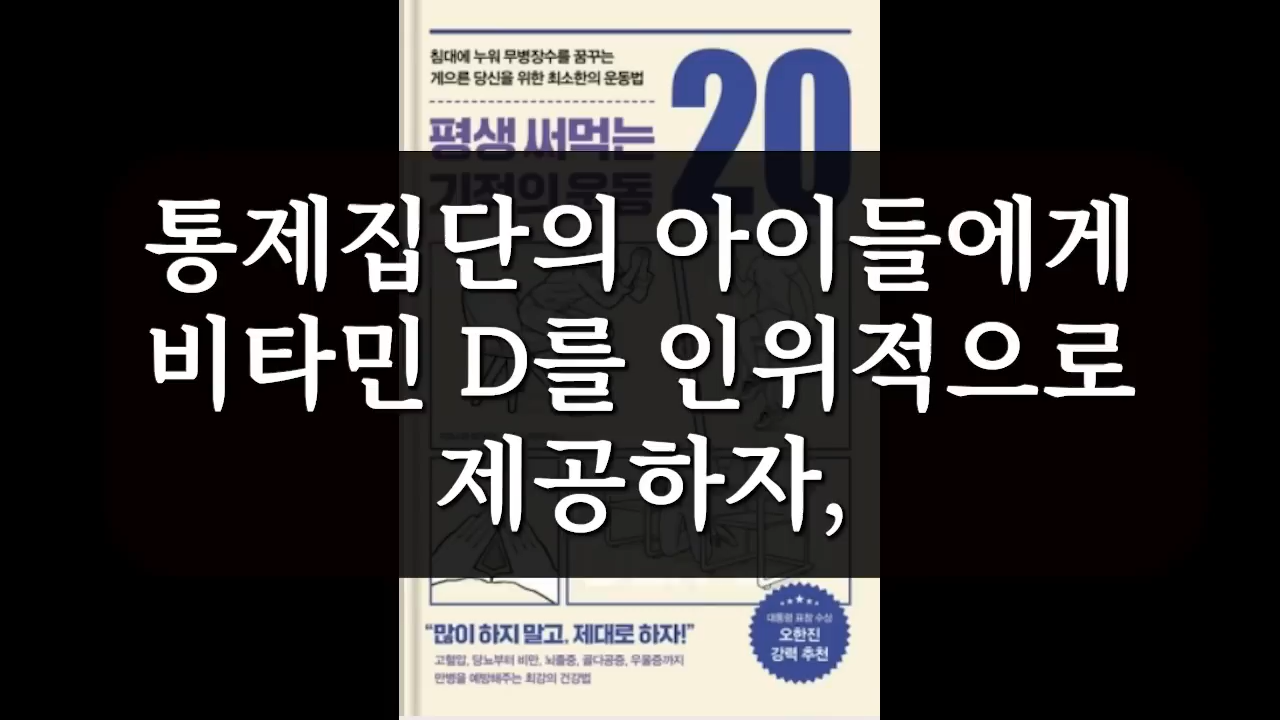 침대에 누워 무병장수를 꿈꾸는
게으른 당신을 위한 최소한의 운동법
20
평생 써먹는
기적의 운동
통제집단의 아이들에게
비타민 D를 인위적으로
제공하자,
"많이 하지 말고, 제대로 하자!"
고혈압, 당뇨부터 비만, 뇌졸중, 골다공증, 우울증까지
만병을 예방해주는 최강의 건강법
대통령 표창 수상
오한진
강력 추천